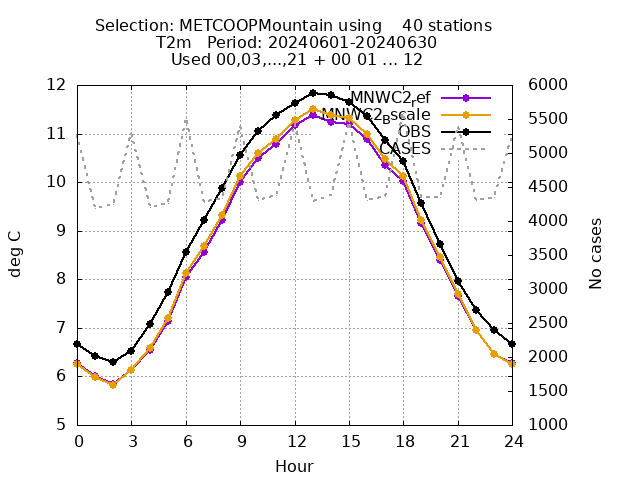 Selection: METCOOPMountain using    40 stations
T2m   Period: 20240601-20240630
Used 00,03,...,21 + 00 01 ... 12
MNWC2_ref
MNWC2_Bscale
OBS
CASES
12
11
10
9
8
7
6
5
deg C
6000
5500
5000
4500
4000
3500
3000
2500
2000
1500
1000
No cases
0 3 6 9 12 15 18 21 24
Hour